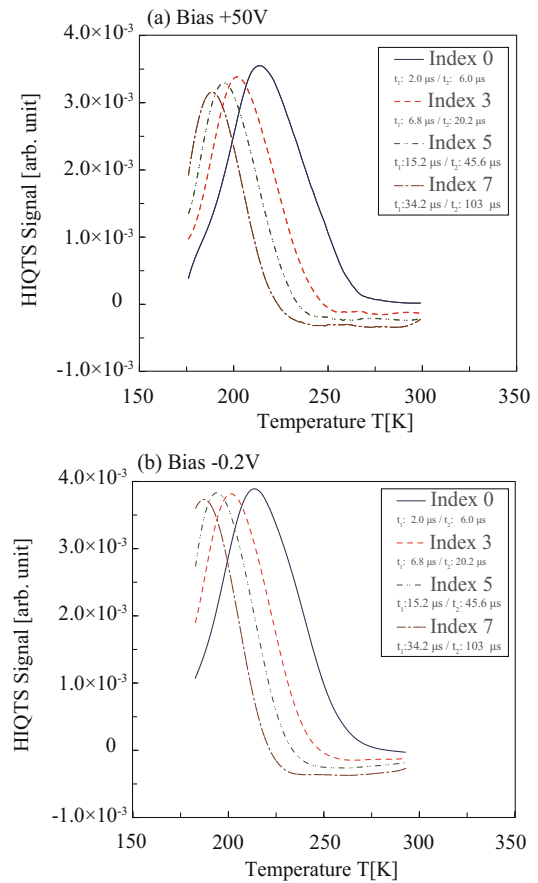 (a) Bias +50V
4.0×10⁻³
3.0×10⁻³
2.0×10⁻³
1.0×10⁻³
0
-1.0×10⁻³
HIQTS Signal [arb. unit]
150 200 250 300 350
Temperature T[K]
Index 0
t₁: 2.0 μs / t₂: 6.0 μs
Index 3
t₁: 6.8 μs / t₂: 20.2 μs
Index 5
t₁:15.2 μs / t₂: 45.6 μs
Index 7
t₁:34.2 μs / t₂: 103 μs
(b) Bias -0.2V
4.0×10⁻³
3.0×10⁻³
2.0×10⁻³
1.0×10⁻³
0
-1.0×10⁻³
HIQTS Signal [arb. unit]
150 200 250 300 350
Temperature T[K]
Index 0
t₁: 2.0 μs / t₂: 6.0 μs
Index 3
t₁: 6.8 μs / t₂: 20.2 μs
Index 5
t₁:15.2 μs / t₂: 45.6 μs
Index 7
t₁:34.2 μs / t₂: 103 μs